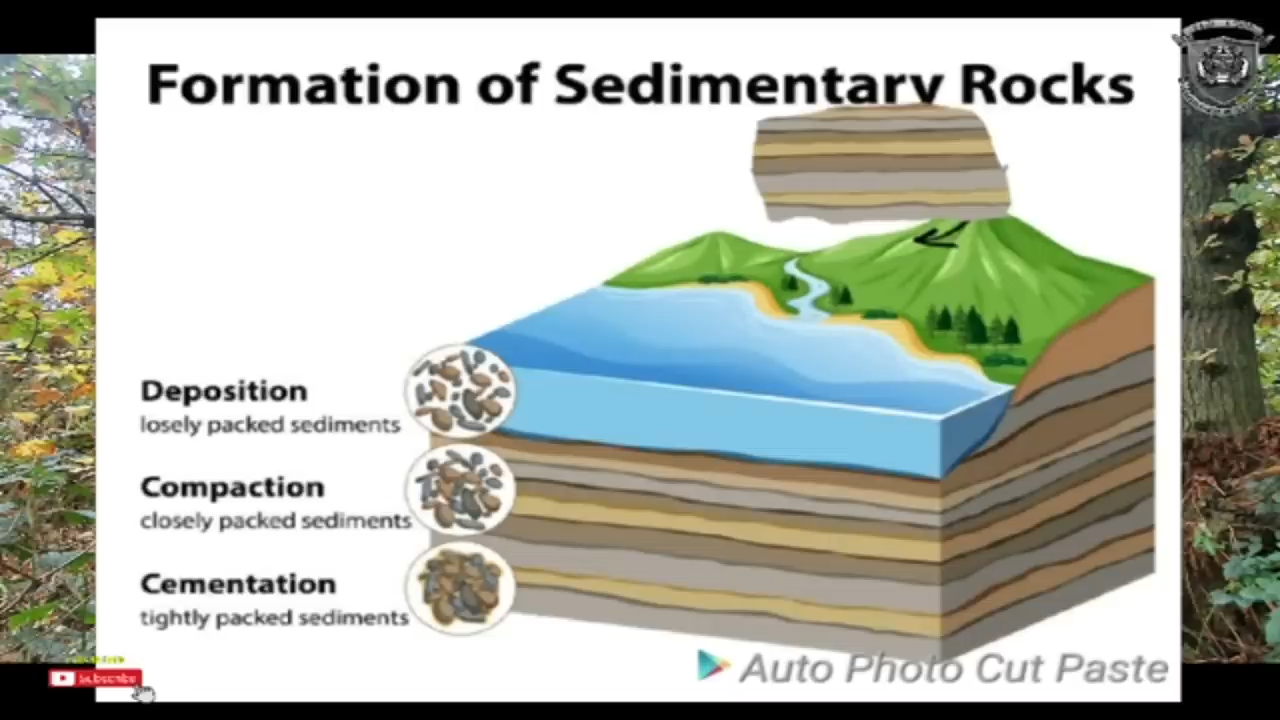 Formation of Sedimentary Rocks
Deposition
losely packed sediments
Compaction
closely packed sediments
Cementation
tightly packed sediments
Auto Photo Cut Paste
Subscribe